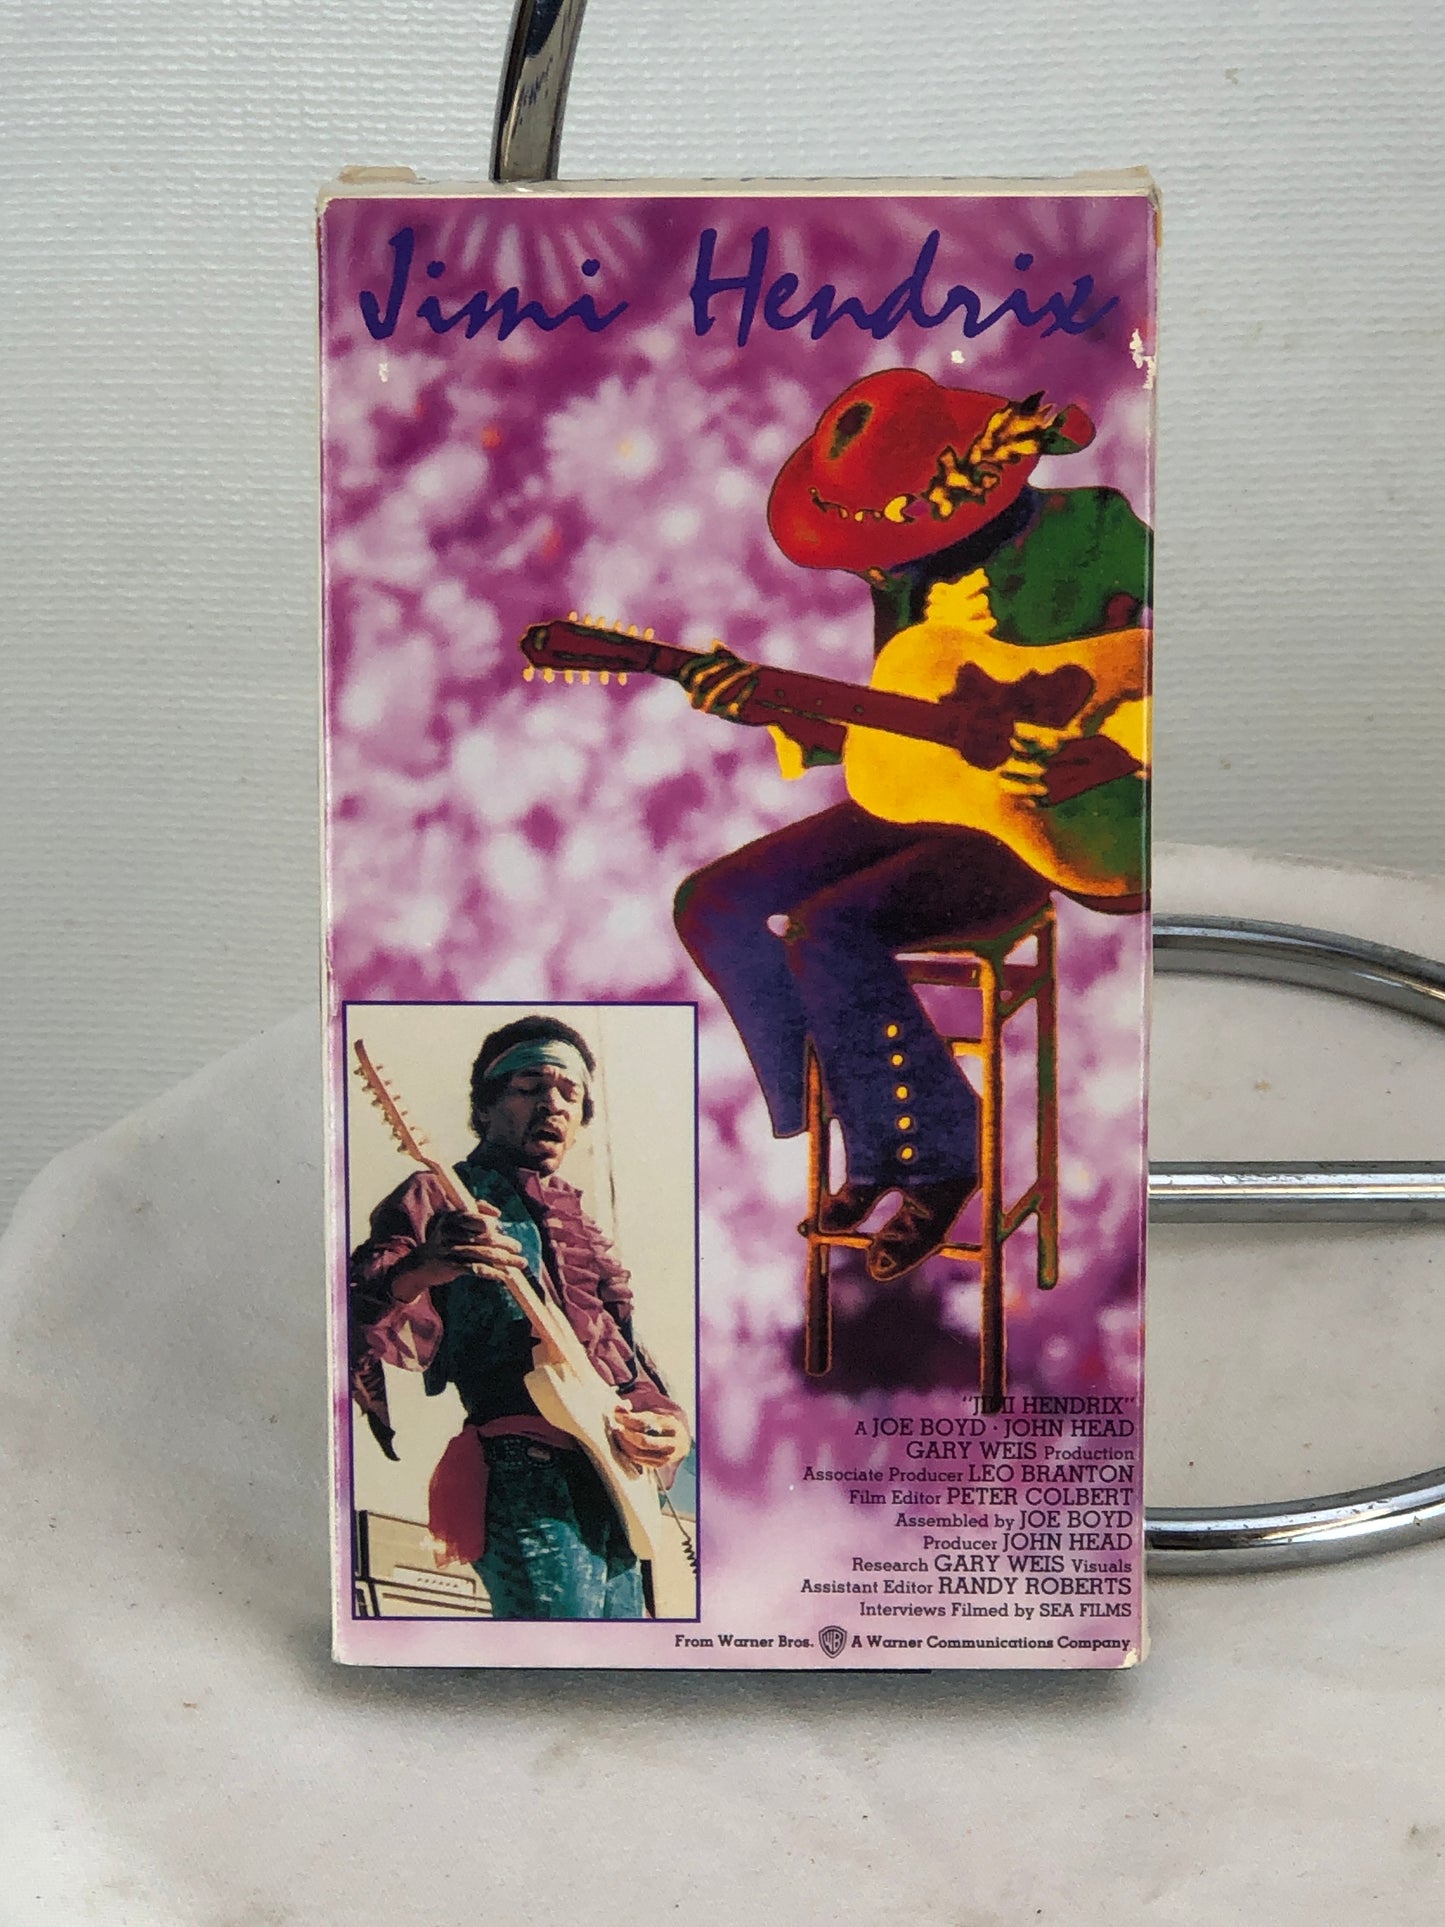 Jimi Hendrix
"JIMI HENDRIX"
A JOE BOYD · JOHN HEAD
GARY WEIS Production
Associate Producer LEO BRANTON
Film Editor PETER COLBERT
Assembled by JOE BOYD
Producer JOHN HEAD
Research GARY WEIS Visuals
Assistant Editor RANDY ROBERTS
Interviews Filmed by SEA FILMS
From Warner Bros. WB A Warner Communications Company